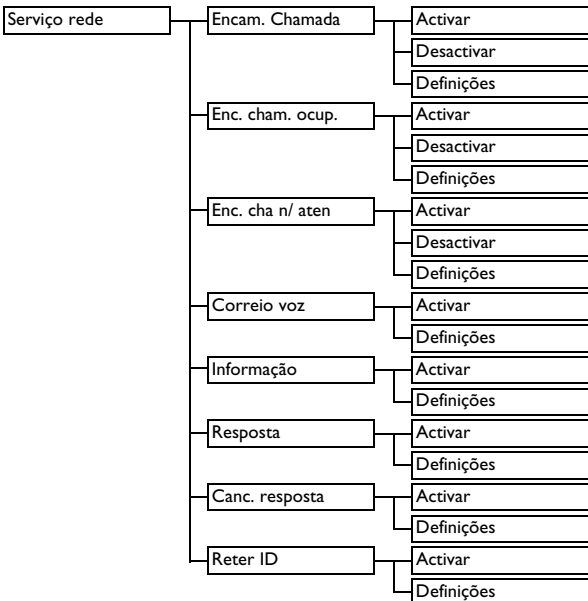 Serviço rede
Encam. Chamada
Activar
Desactivar
Definições
Enc. cham. ocup.
Activar
Desactivar
Definições
Enc. cha n/ aten
Activar
Desactivar
Definições
Correio voz
Activar
Definições
Informação
Activar
Definições
Resposta
Activar
Definições
Canc. resposta
Activar
Definições
Reter ID
Activar
Definições